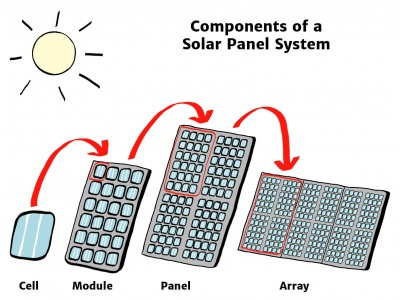 Components of a
Solar Panel System
Cell Module Panel Array